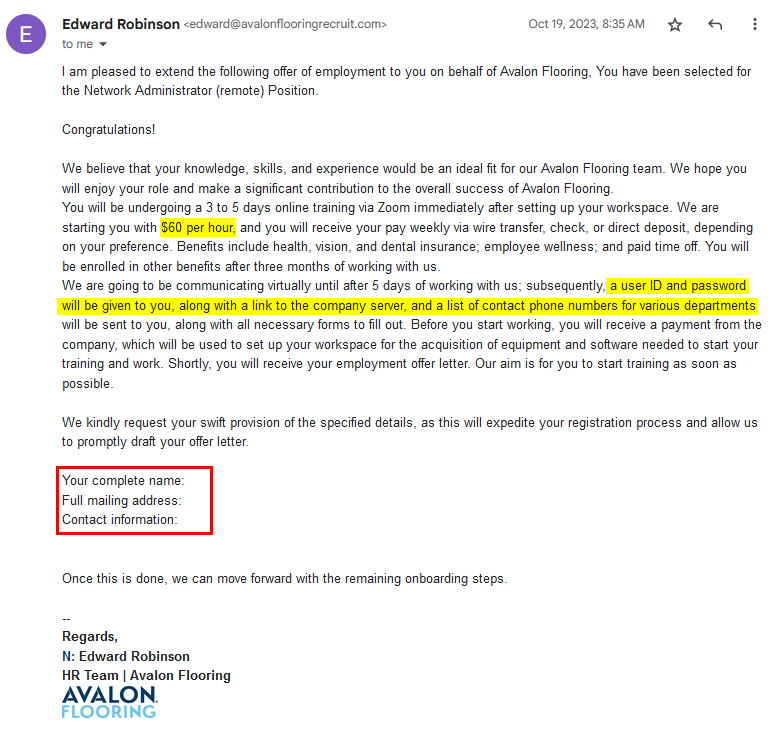 E
Edward Robinson <edward@avalonflooringrecruit.com>
Oct 19, 2023, 8:35 AM
to me
I am pleased to extend the following offer of employment to you on behalf of Avalon Flooring, You have been selected for
the Network Administrator (remote) Position.
Congratulations!
We believe that your knowledge, skills, and experience would be an ideal fit for our Avalon Flooring team. We hope you
will enjoy your role and make a significant contribution to the overall success of Avalon Flooring.
You will be undergoing a 3 to 5 days online training via Zoom immediately after setting up your workspace. We are
starting you with $60 per hour, and you will receive your pay weekly via wire transfer, check, or direct deposit, depending
on your preference. Benefits include health, vision, and dental insurance; employee wellness; and paid time off. You will
be enrolled in other benefits after three months of working with us.
We are going to be communicating virtually until after 5 days of working with us; subsequently, a user ID and password
will be given to you, along with a link to the company server, and a list of contact phone numbers for various departments
will be sent to you, along with all necessary forms to fill out. Before you start working, you will receive a payment from the
company, which will be used to set up your workspace for the acquisition of equipment and software needed to start your
training and work. Shortly, you will receive your employment offer letter. Our aim is for you to start training as soon as
possible.
We kindly request your swift provision of the specified details, as this will expedite your registration process and allow us
to promptly draft your offer letter.
Your complete name:
Full mailing address:
Contact information:
Once this is done, we can move forward with the remaining onboarding steps.
--
Regards,
N: Edward Robinson
HR Team | Avalon Flooring
AVALON
FLOORING